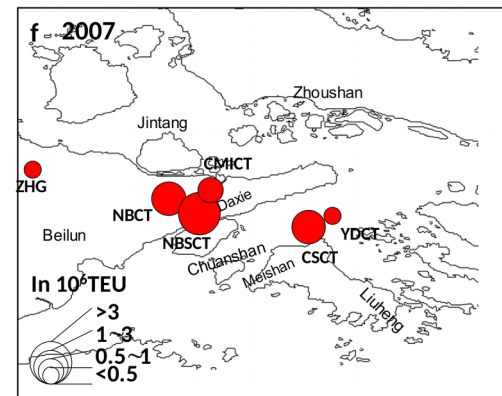 f 2007
Zhoushan
Jintang
CMICT
ZHG
Daxie
NBCT
Beilun
NBSCT
YDCT
CSCT
Chuanshan
Meishan
Liuheng
In 10⁶TEU
>3
1~3
0.5~1
<0.5